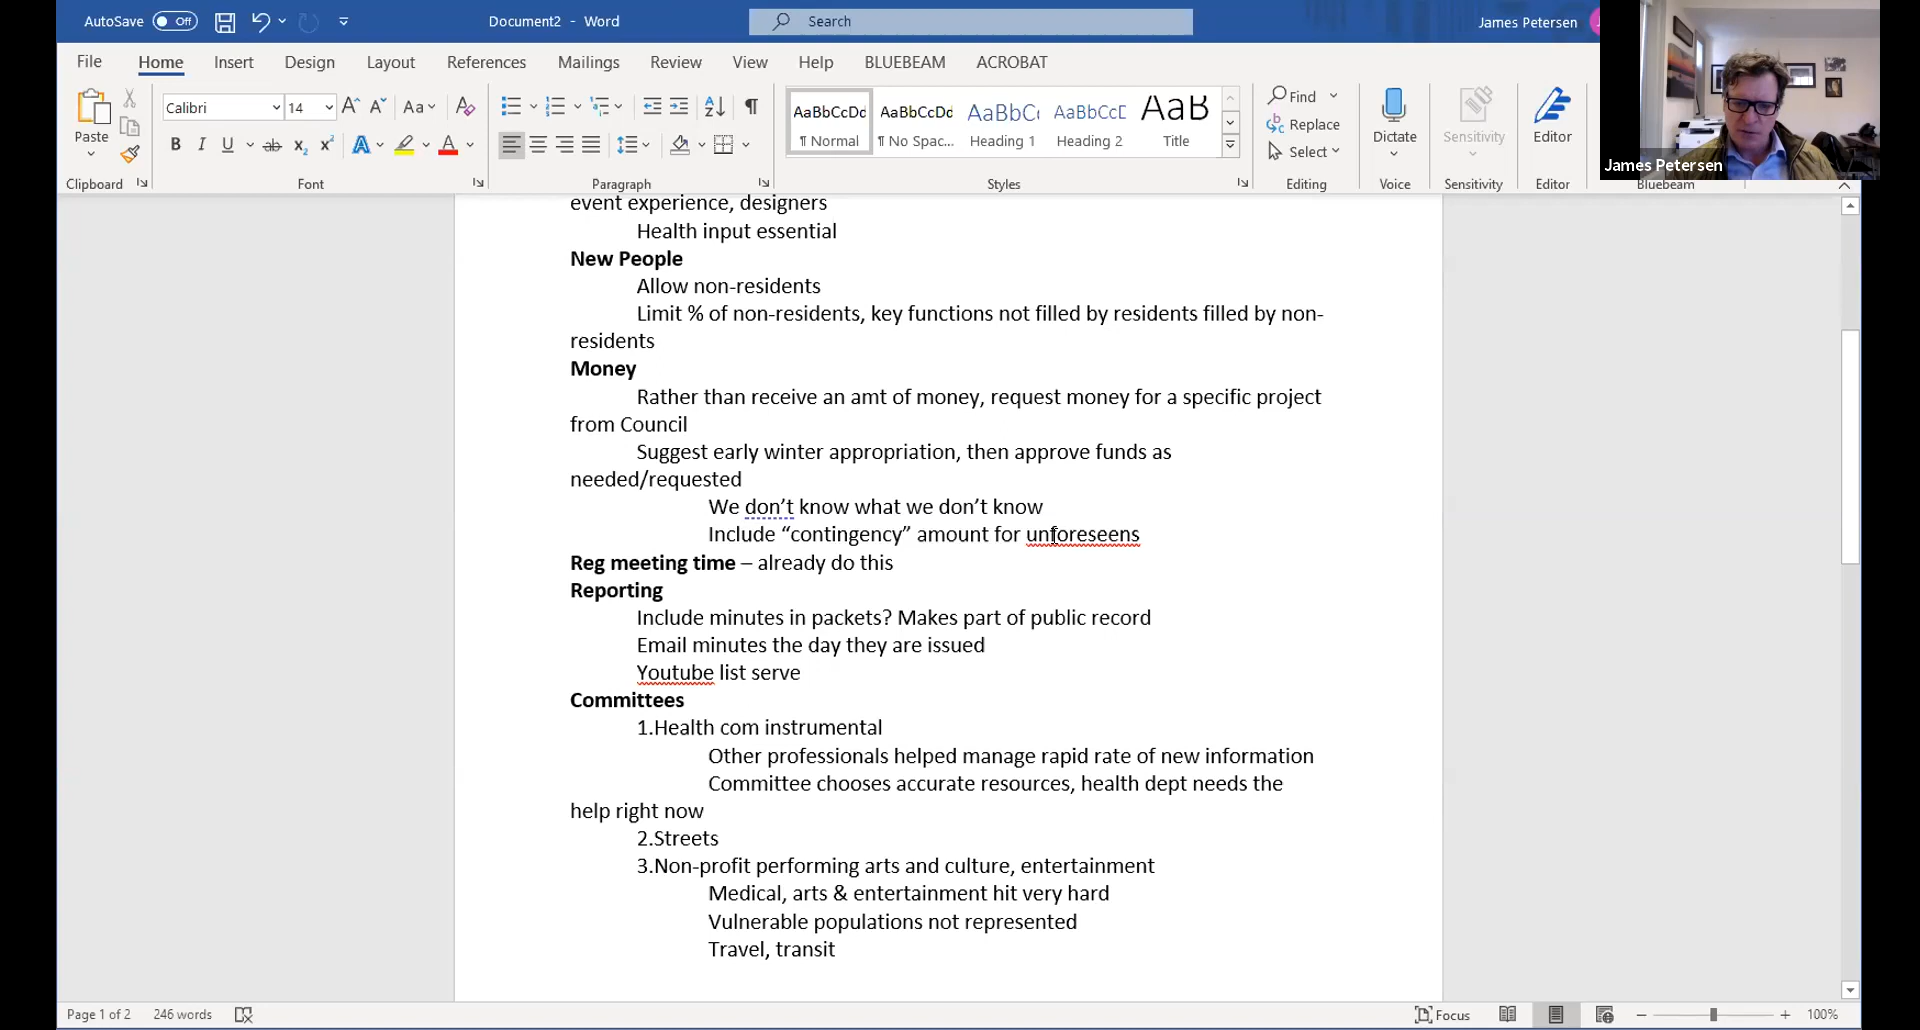 AutoSave Off Document2 - Word Search James Petersen
File Home Insert Design Layout References Mailings Review View Help BLUEBEAM ACROBAT
Calibri 14 Aa Find
AaBbCcDd AaBbCcDd AaBbC AaBbCcD AaB
Paste B I U ab x₂ x² A A ¶ Normal ¶ No Spac... Heading 1 Heading 2 Title Replace Dictate Sensitivity Editor
Select
James Petersen
Clipboard Font Paragraph Styles Editing Voice Sensitivity Editor Bluebeam
event experience, designers
Health input essential
New People
Allow non-residents
Limit % of non-residents, key functions not filled by residents filled by non-
residents
Money
Rather than receive an amt of money, request money for a specific project
from Council
Suggest early winter appropriation, then approve funds as
needed/requested
We don’t know what we don’t know
Include “contingency” amount for unforeseens
Reg meeting time – already do this
Reporting
Include minutes in packets? Makes part of public record
Email minutes the day they are issued
Youtube list serve
Committees
1.Health com instrumental
Other professionals helped manage rapid rate of new information
Committee chooses accurate resources, health dept needs the
help right now
2.Streets
3.Non-profit performing arts and culture, entertainment
Medical, arts & entertainment hit very hard
Vulnerable populations not represented
Travel, transit
Page 1 of 2 246 words Focus 100%